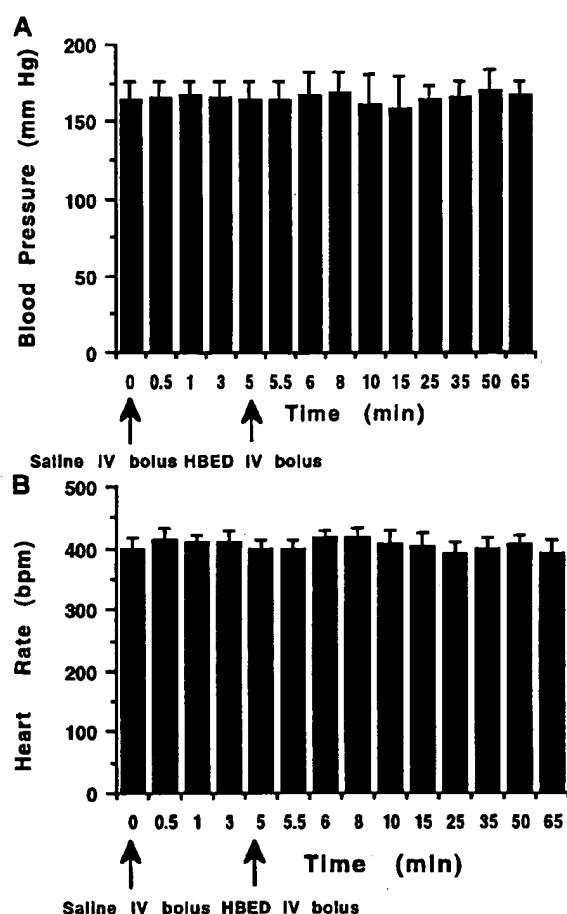 A
Blood Pressure (mm Hg)
200
150
100
50
0
0 0.5 1 3 5 5.5 6 8 10 15 25 35 50 65
Time (min)
Saline IV bolus HBED IV bolus
B
Heart Rate (bpm)
500
400
300
200
100
0
0 0.5 1 3 5 5.5 6 8 10 15 25 35 50 65
Time (min)
Saline IV bolus HBED IV bolus